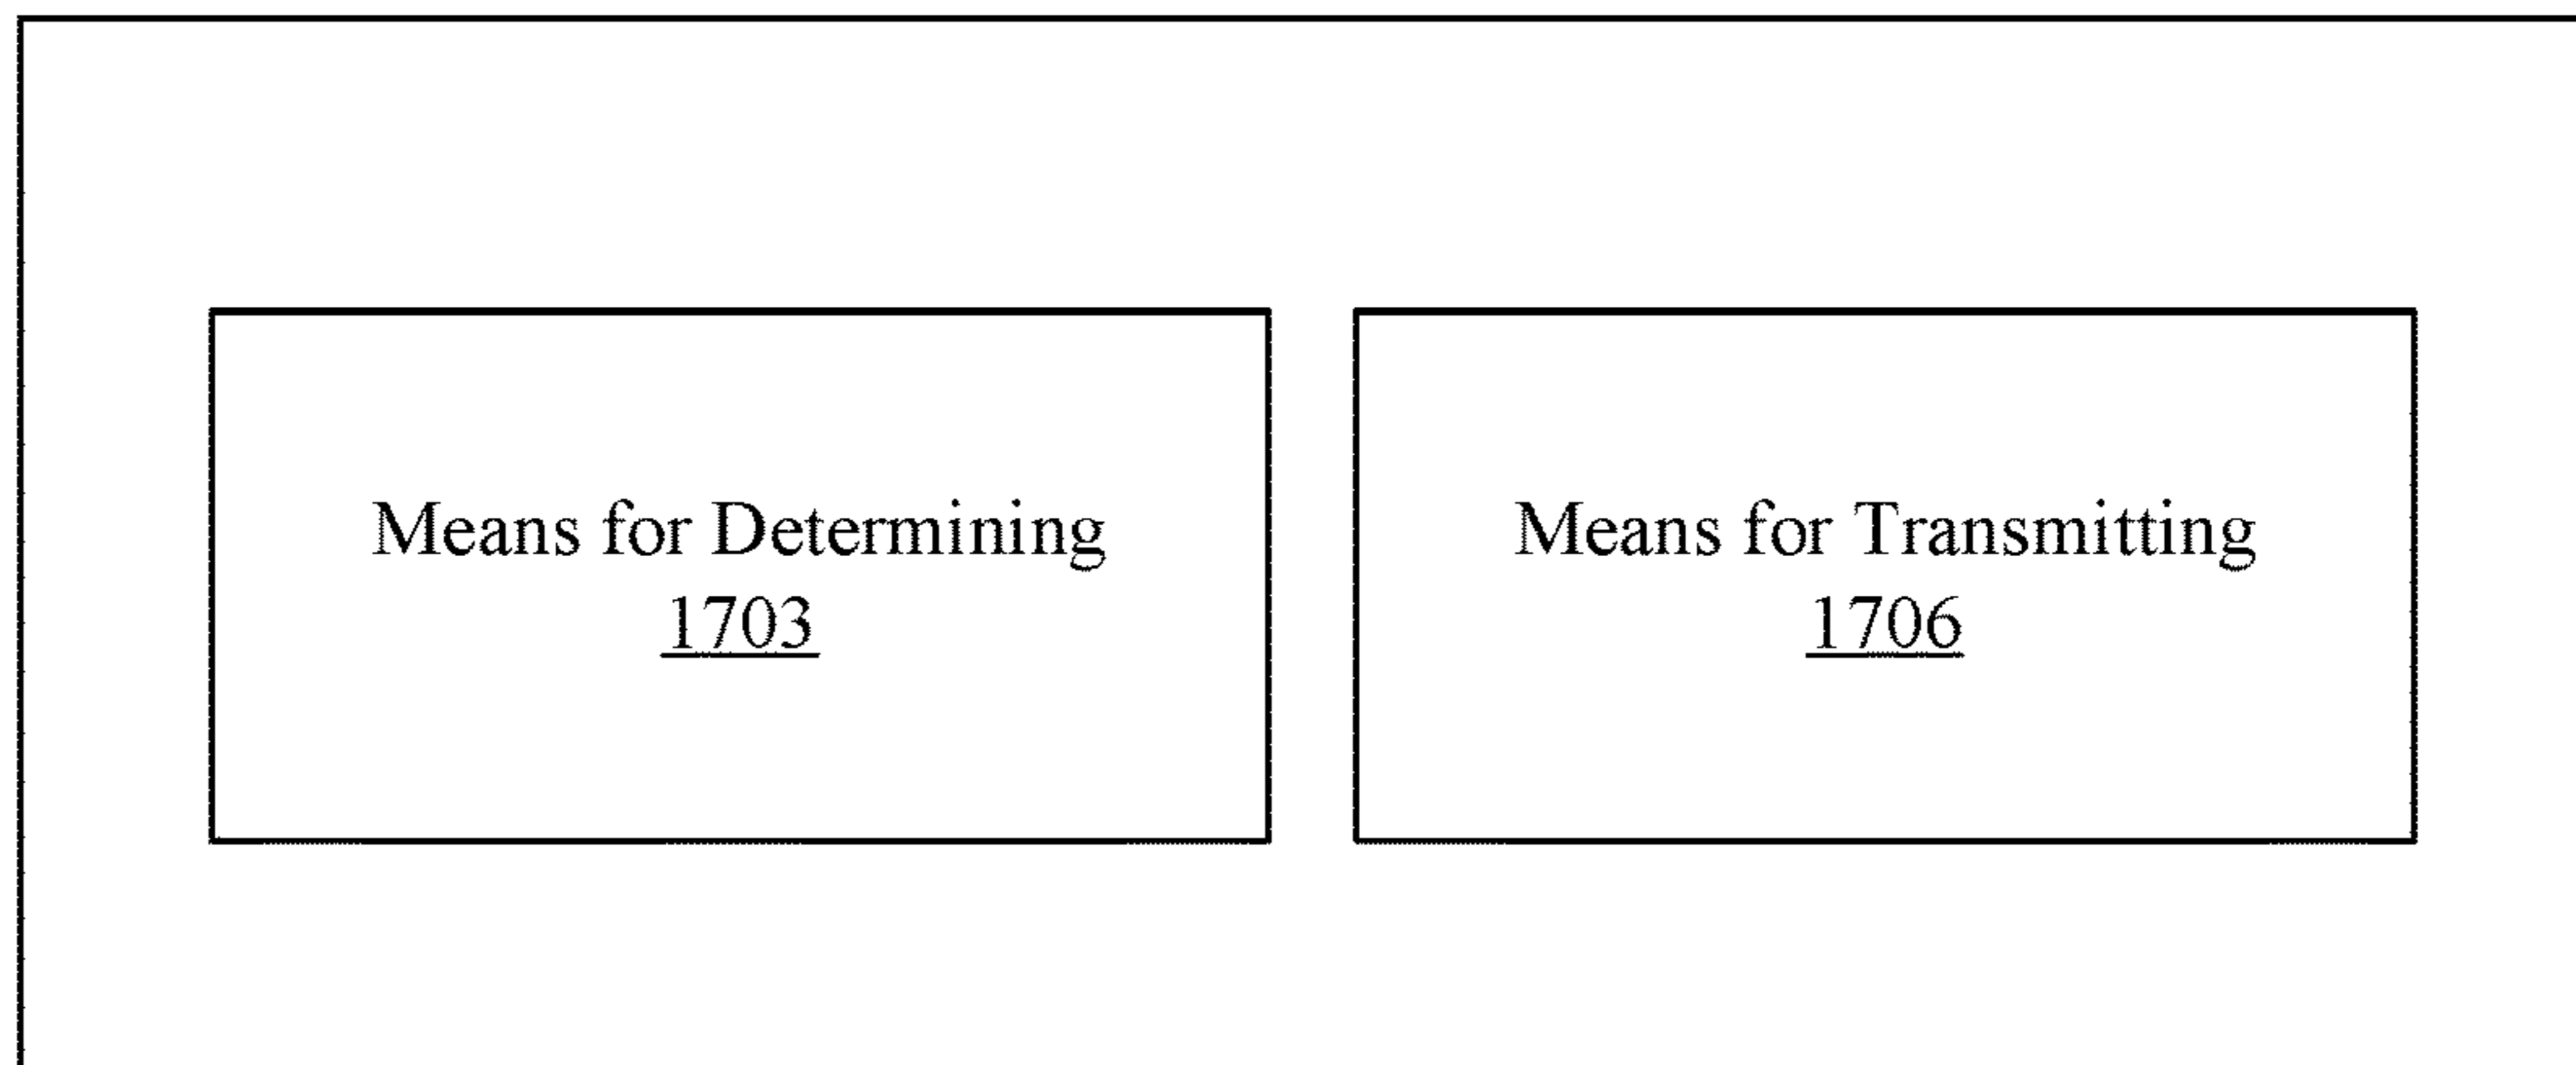 Means for Determining
1703
Means for Transmitting
1706